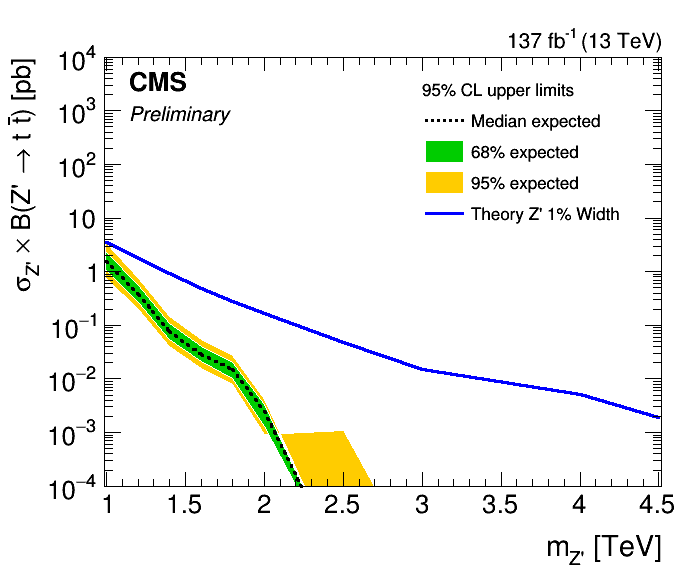 137 fb⁻¹ (13 TeV)
CMS
Preliminary
95% CL upper limits
Median expected
68% expected
95% expected
Theory Z' 1% Width
σ_Z' × B(Z' → t t̄) [pb]
10⁴
10³
10²
10
1
10⁻¹
10⁻²
10⁻³
10⁻⁴
1 1.5 2 2.5 3 3.5 4 4.5
m_Z' [TeV]